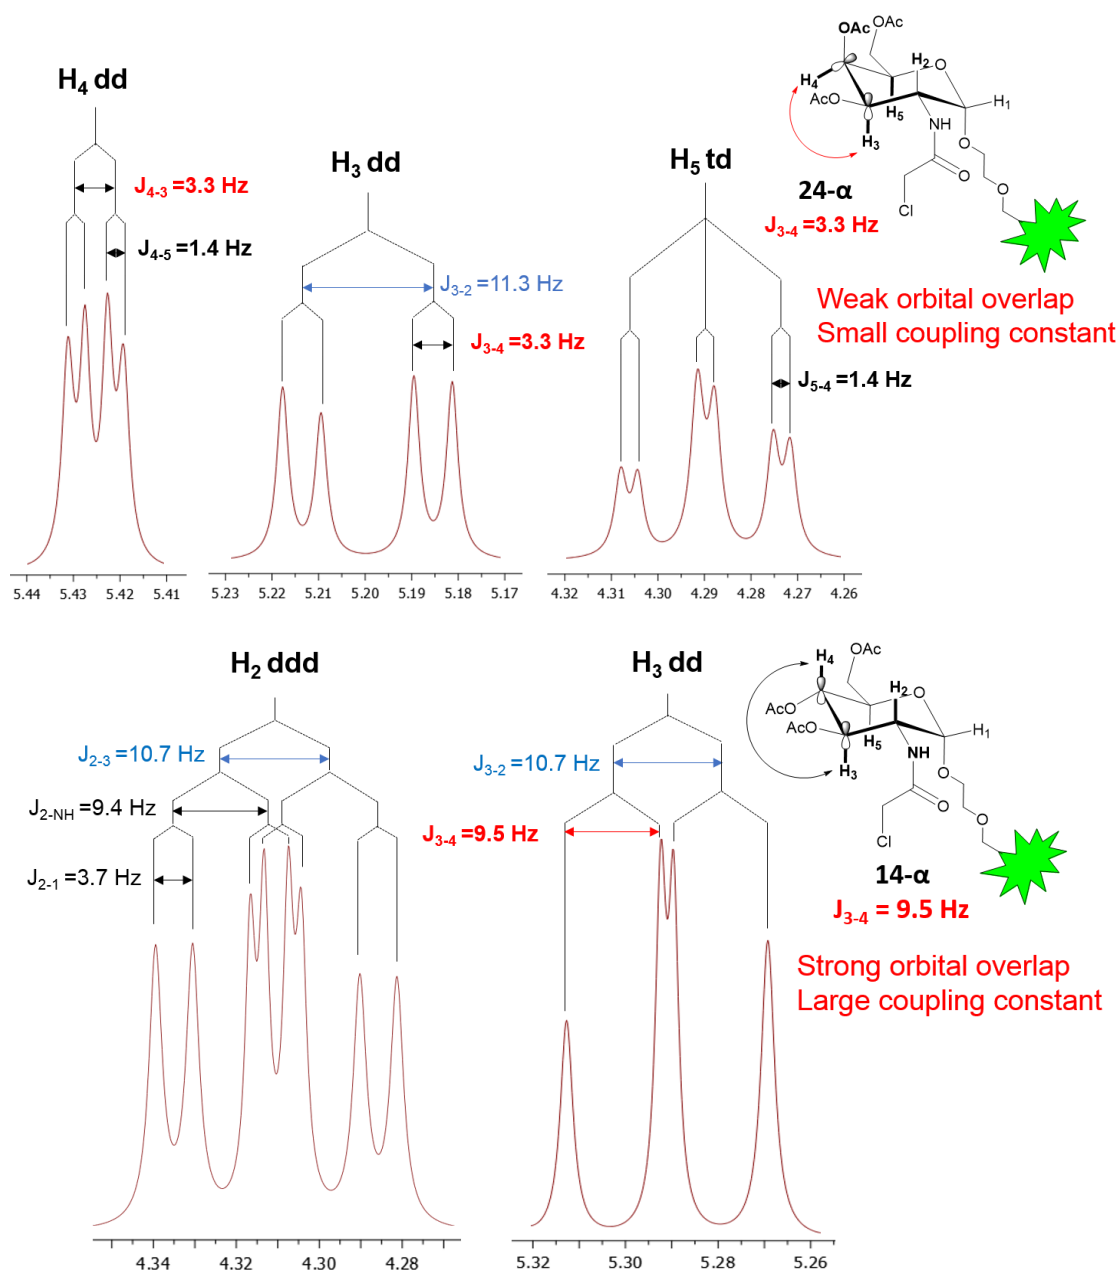 H4 dd
J4-3 =3.3 Hz
J4-5 =1.4 Hz
5.44 5.43 5.42 5.41
H3 dd
J3-2 =11.3 Hz
J3-4 =3.3 Hz
5.23 5.22 5.21 5.20 5.19 5.18 5.17
H5 td
J5-4 =1.4 Hz
4.32 4.31 4.30 4.29 4.28 4.27 4.26
OAc
OAc
H2
O
H4
AcO
H5
H1
NH
H3
O
O
O
Cl
24-α
J3-4 =3.3 Hz
Weak orbital overlap
Small coupling constant
H2 ddd
J2-3 =10.7 Hz
J2-NH =9.4 Hz
J2-1 =3.7 Hz
4.34 4.32 4.30 4.28
H3 dd
J3-2 =10.7 Hz
J3-4 =9.5 Hz
5.32 5.30 5.28 5.26
H4
OAc
H2
O
AcO
AcO
H5
H1
NH
H3
O
O
O
Cl
14-α
J3-4 = 9.5 Hz
Strong orbital overlap
Large coupling constant